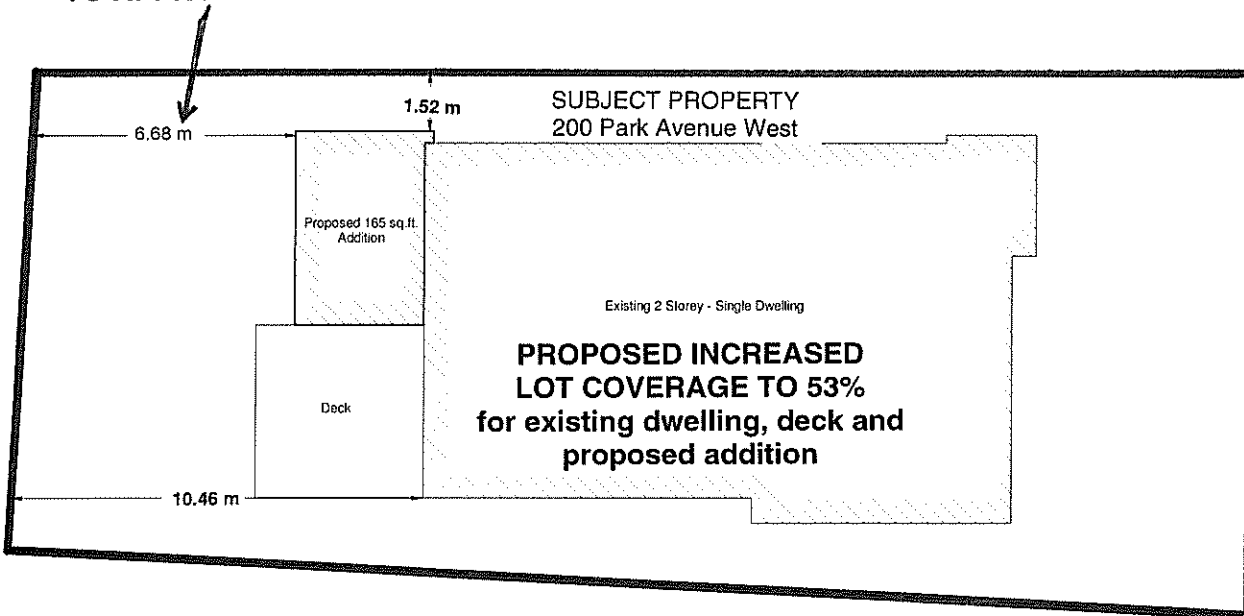 1.52 m
SUBJECT PROPERTY
200 Park Avenue West
6.68 m
Proposed 165 sq.ft.
Addition
Existing 2 Storey - Single Dwelling
PROPOSED INCREASED
LOT COVERAGE TO 53%
for existing dwelling, deck and
proposed addition
Deck
10.46 m